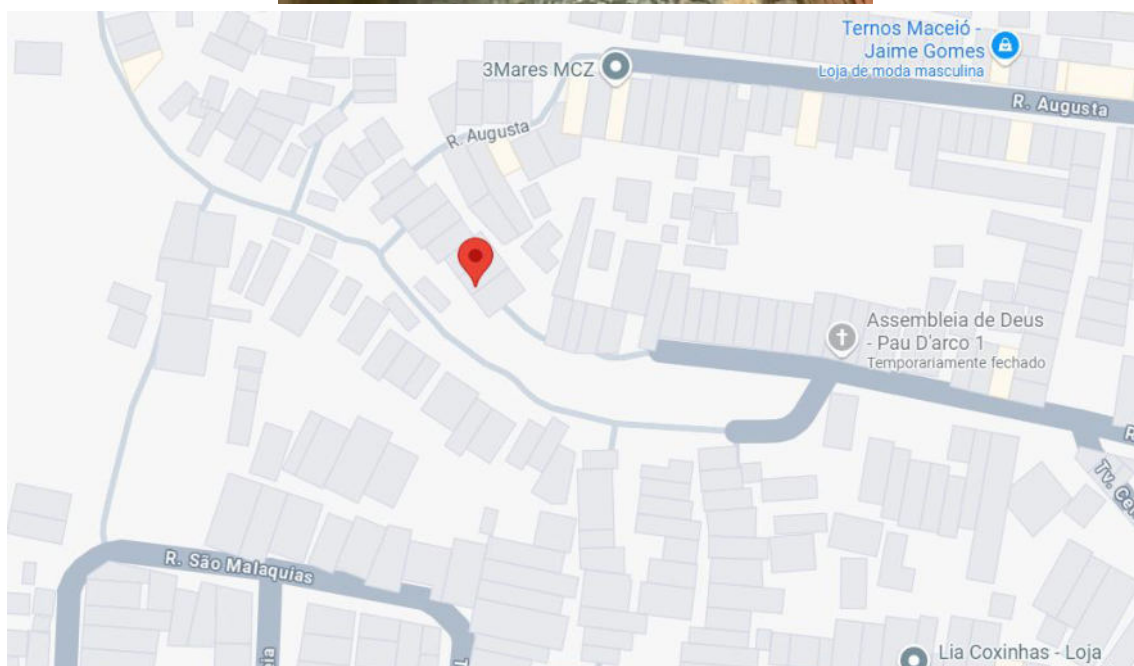 Ternos Maceió -
Jaime Gomes
Loja de moda masculina
3Mares MCZ
R. Augusta
R. Augusta
Assembleia de Deus
- Pau D'arco 1
Temporariamente fechado
R. São Malaquias
Lia Coxinhas - Loja